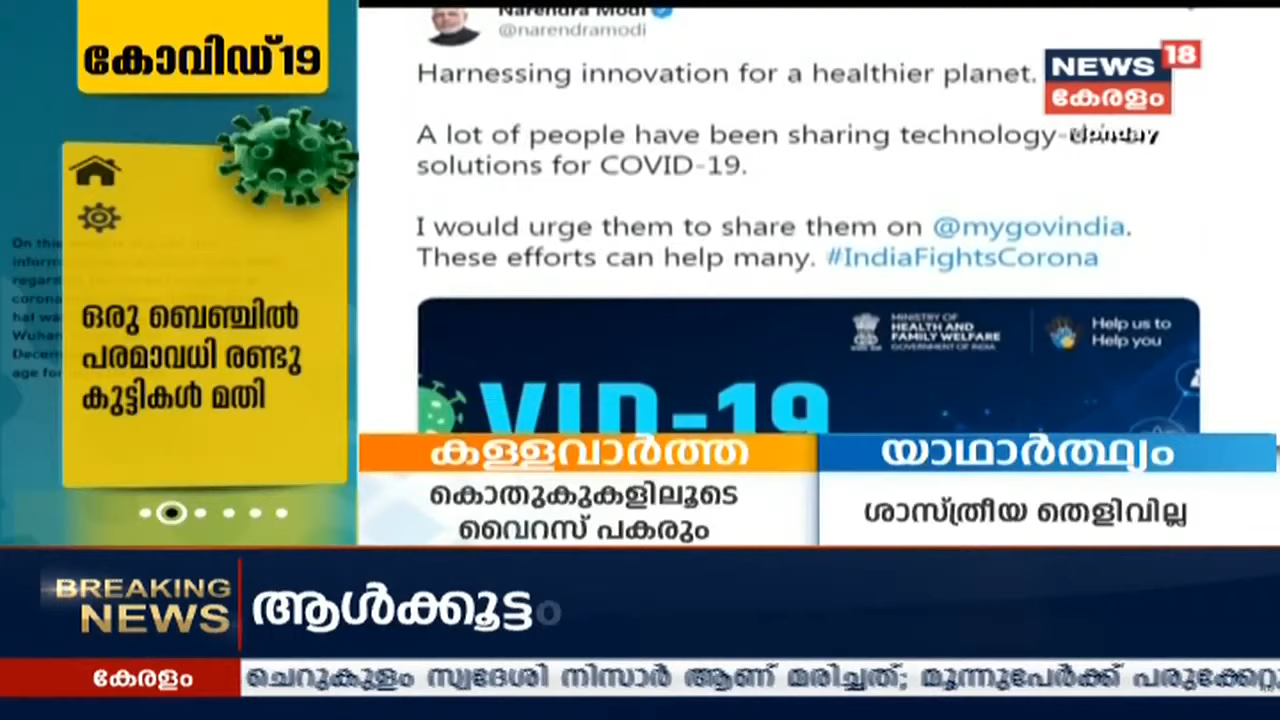 കോവിഡ് 19
ഒരു ബെഞ്ചിൽ
പരമാവധി രണ്ടു
കുട്ടികൾ മതി
Narendra Modi
@narendramodi
Harnessing innovation for a healthier planet.
A lot of people have been sharing technology-
solutions for COVID-19.
I would urge them to share them on @mygovindia.
These efforts can help many. #IndiaFightsCorona
NEWS 18
കേരളം
Monday
MINISTRY OF
HEALTH AND
FAMILY WELFARE
GOVERNMENT OF INDIA
Help us to
Help you
VID-19
കള്ളവാർത്ത
കൊതുകുകളിലൂടെ
വൈറസ് പകരും
യാഥാർത്ഥ്യം
ശാസ്ത്രീയ തെളിവില്ല
BREAKING
NEWS
ആൾക്കൂട്ടം
കേരളം
ചെറുകുളം സ്വദേശി നിസാർ ആണ് മരിച്ചത്; മൂന്നുപേർക്ക് പരുക്കേറ്റു